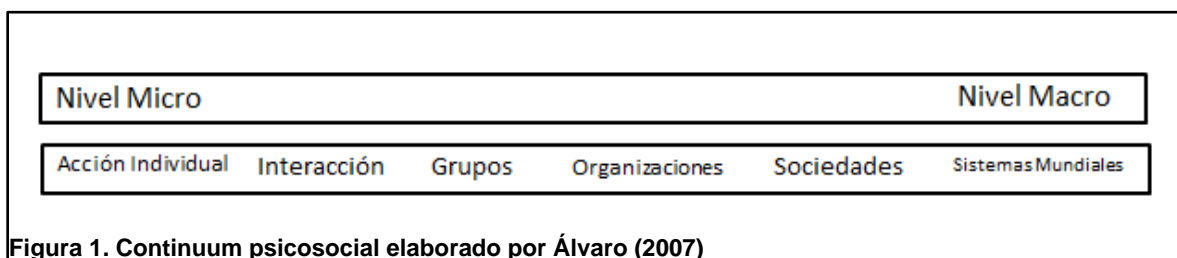 Nivel Micro Nivel Macro
Acción Individual Interacción Grupos Organizaciones Sociedades Sistemas Mundiales
Figura 1. Continuum psicosocial elaborado por Álvaro (2007)